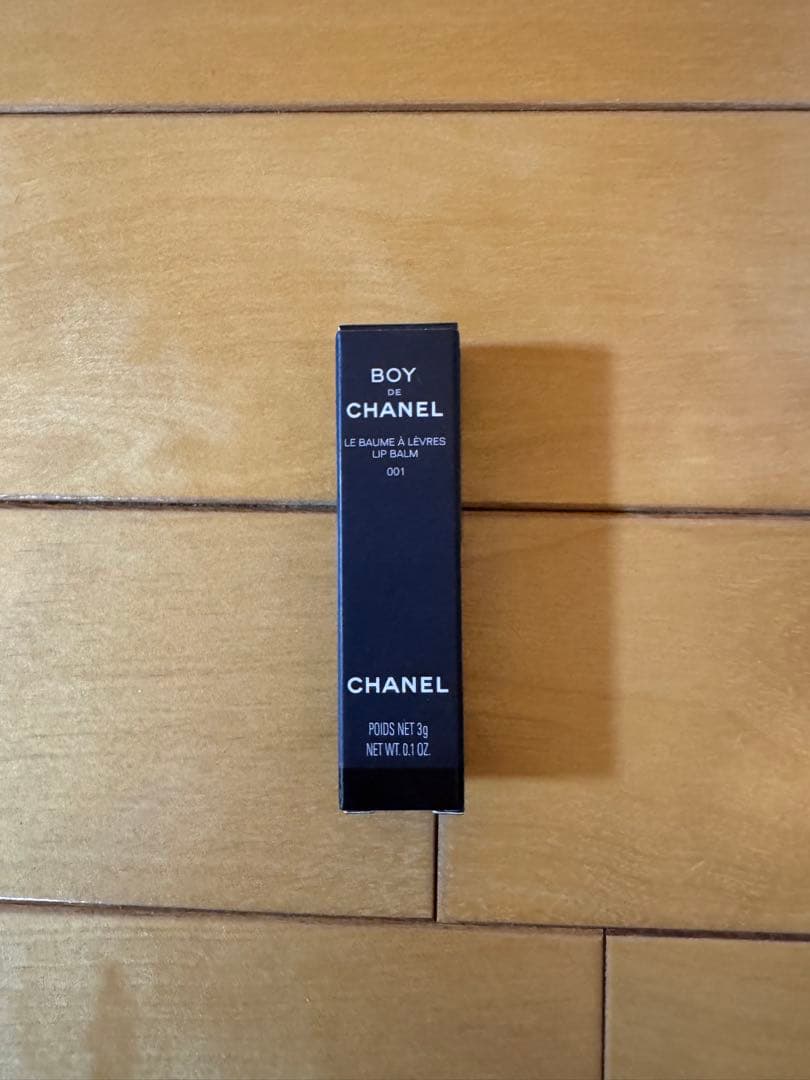 BOY
DE
CHANEL
LE BAUME À LÈVRES
LIP BALM
001
CHANEL
POIDS NET 3g
NET WT. 0.1 OZ.